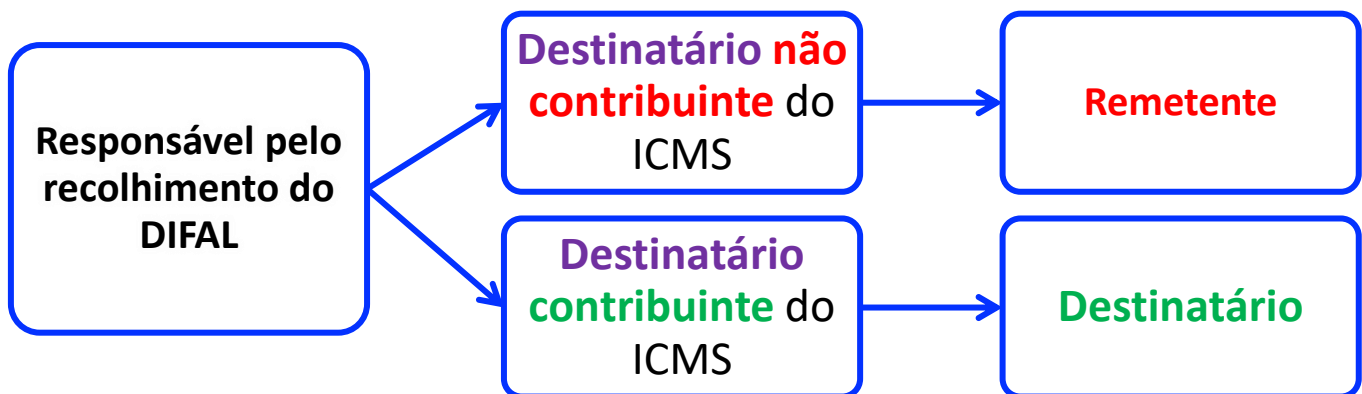 Responsável pelo
recolhimento do
DIFAL
Destinatário não
contribuinte do
ICMS
Remetente
Destinatário
contribuinte do
ICMS
Destinatário